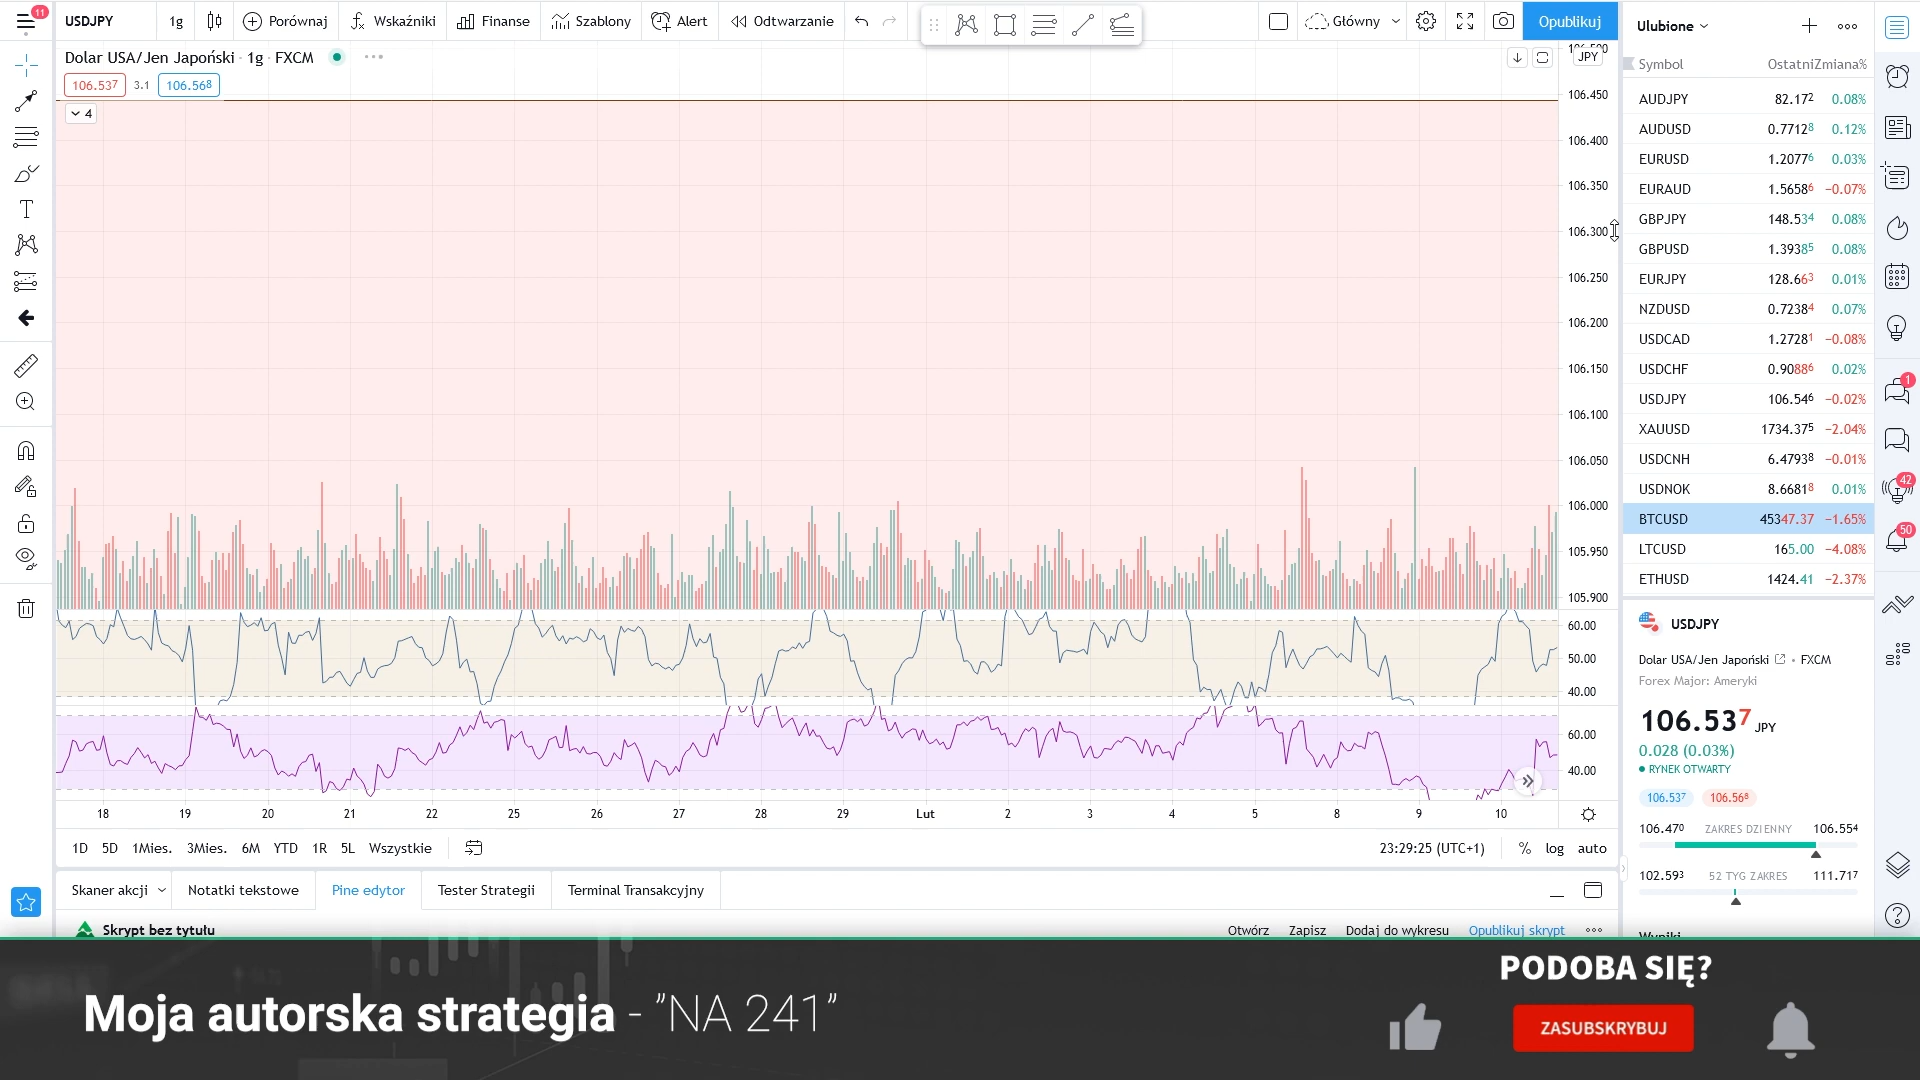 11
USDJPY
1g
Porównaj
Wskaźniki
Finanse
Szablony
Alert
Odtwarzanie
Główny
Opublikuj
Ulubione
Dolar USA/Jen Japoński · 1g · FXCM
JPY
106.537
3.1
106.568
4
106.500
106.450
106.400
106.350
106.300
106.250
106.200
106.150
106.100
106.050
106.000
105.950
105.900
60.00
50.00
40.00
60.00
40.00
18 19 20 21 22 25 26 27 28 29 Lut 2 3 4 5 8 9 10
1D 5D 1Mies. 3Mies. 6M YTD 1R 5L Wszystkie
23:29:25 (UTC+1) % log auto
Skaner akcji
Notatki tekstowe
Pine edytor
Tester Strategii
Terminal Transakcyjny
Skrypt bez tytułu
Otwórz Zapisz Dodaj do wykresu Opublikuj skrypt
Symbol Ostatni Zmiana%
AUDJPY 82.172 0.08%
AUDUSD 0.77128 0.12%
EURUSD 1.20776 0.03%
EURAUD 1.56586 −0.07%
GBPJPY 148.534 0.08%
GBPUSD 1.39385 0.08%
EURJPY 128.663 0.01%
NZDUSD 0.72384 0.07%
USDCAD 1.27281 −0.08%
USDCHF 0.90886 0.02%
USDJPY 106.546 −0.02%
XAUUSD 1734.375 −2.04%
USDCNH 6.47938 −0.01%
USDNOK 8.66818 0.01%
BTCUSD 45347.37 −1.65%
LTCUSD 165.00 −4.08%
ETHUSD 1424.41 −2.37%
1
42
50
USDJPY
Dolar USA/Jen Japoński • FXCM
Forex Major: Ameryki
106.537 JPY
0.028 (0.03%)
RYNEK OTWARTY
106.537 106.568
106.470 ZAKRES DZIENNY 106.554
102.593 52 TYG ZAKRES 111.717
Wyniki
Moja autorska strategia - ”NA 241”
PODOBA SIĘ?
ZASUBSKRYBUJ